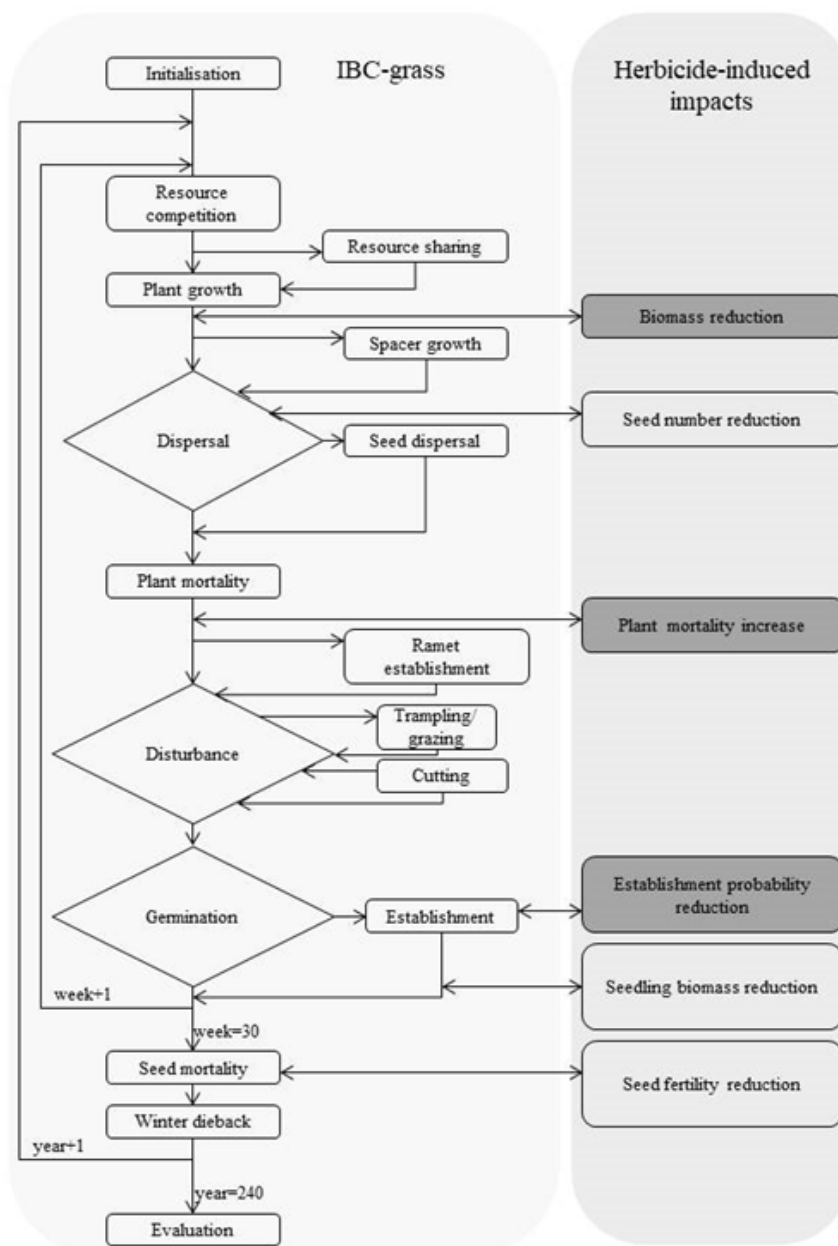 IBC-grass
Herbicide-induced
impacts
Initialisation
Resource
competition
Resource sharing
Plant growth
Biomass reduction
Spacer growth
Seed number reduction
Dispersal
Seed dispersal
Plant mortality
Plant mortality increase
Ramet
establishment
Trampling/
grazing
Disturbance
Cutting
Establishment probability
reduction
Germination
Establishment
Seedling biomass reduction
week+1
week=30
Seed mortality
Seed fertility reduction
Winter dieback
year+1
year=240
Evaluation